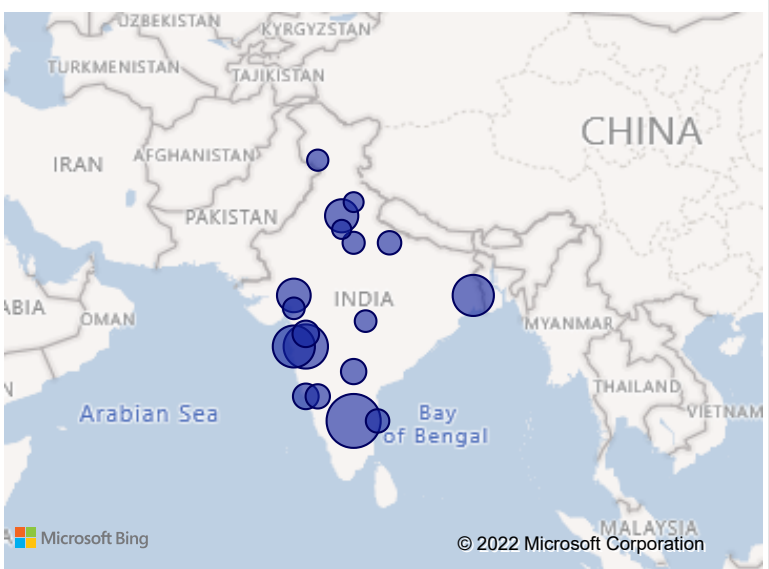 UZBEKISTAN
KYRGYZSTAN
TURKMENISTAN
TAJIKISTAN
CHINA
AFGHANISTAN
IRAN
PAKISTAN
ABIA
INDIA
OMAN
MYANMAR
N
THAILAND
Arabian Sea
Bay
of Bengal
VIETNAM
MALAYSIA
A
Microsoft Bing
© 2022 Microsoft Corporation